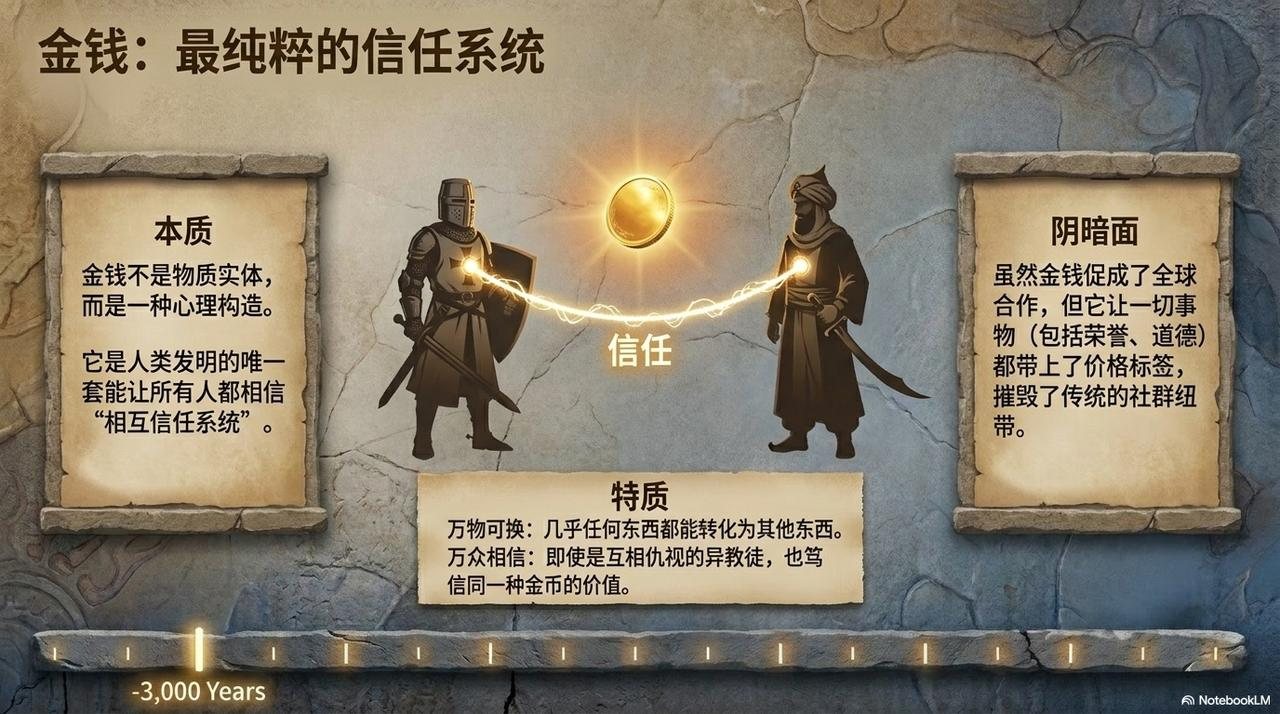 金钱：最纯粹的信任系统
本质
金钱不是物质实体，
而是一种心理构造。
它是人类发明的唯一
套能让所有人都相信
“相互信任系统”。
信任
特质
万物可换：几乎任何东西都能转化为其他东西。
万众相信：即使是互相仇视的异教徒，也笃
信同一种金币的价值。
阴暗面
虽然金钱促成了全球
合作，但它让一切事
物（包括荣誉、道德）
都带上了价格标签，
摧毁了传统的社群纽
带。
-3,000 Years
NotebookLM